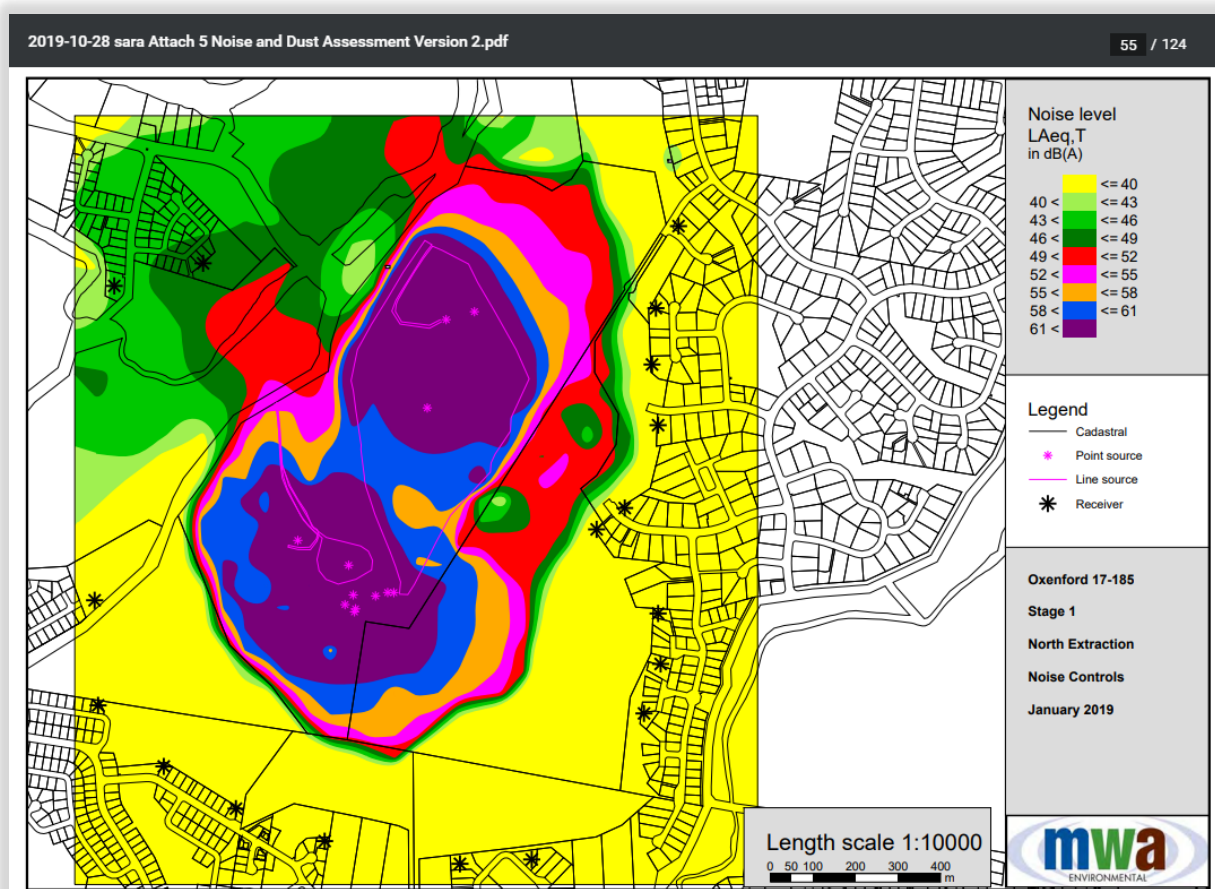 2019-10-28 sara Attach 5 Noise and Dust Assessment Version 2.pdf
55 / 124
Noise level
LAeq,T
in dB(A)
<= 40
40 < <= 43
43 < <= 46
46 < <= 49
49 < <= 52
52 < <= 55
55 < <= 58
58 < <= 61
61 <
Legend
Cadastral
Point source
Line source
Receiver
Oxenford 17-185
Stage 1
North Extraction
Noise Controls
January 2019
Length scale 1:10000
0 50 100 200 300 400
m
mwa
ENVIRONMENTAL